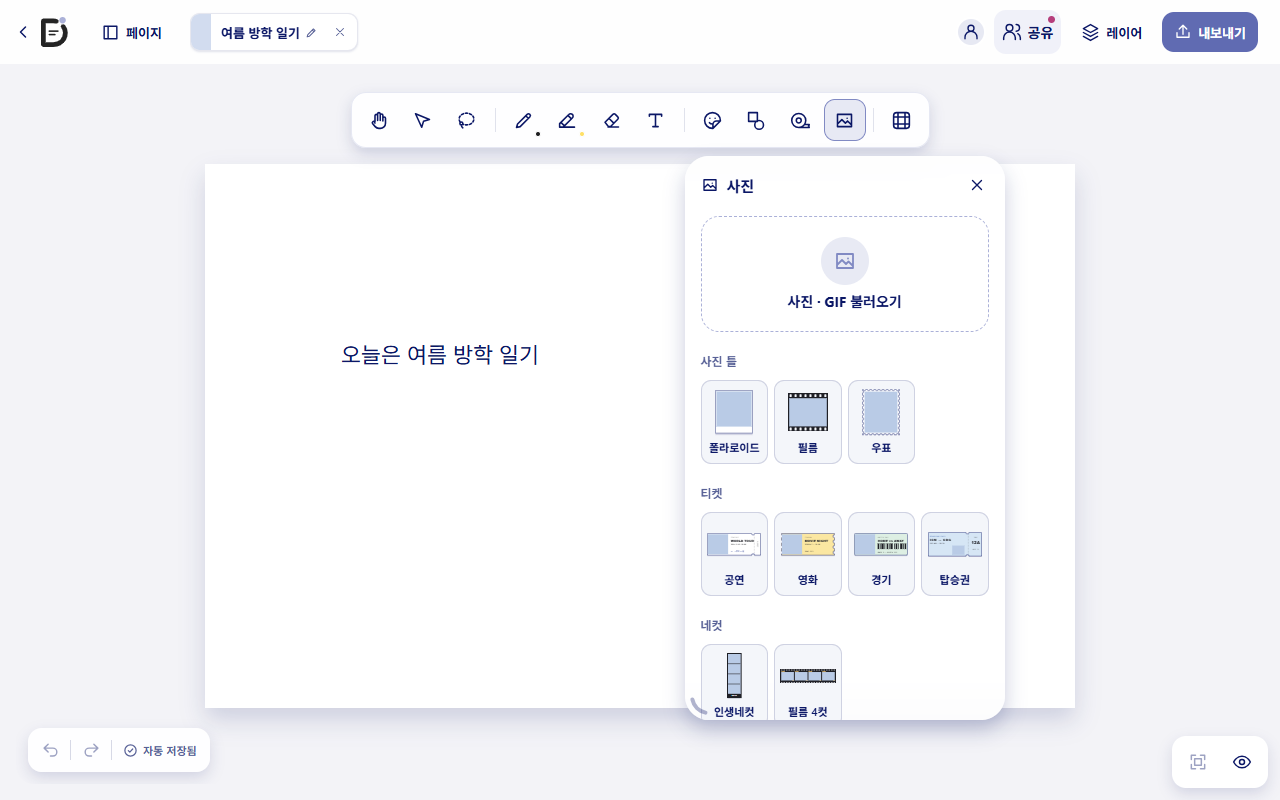 페이지
여름 방학 일기
공유
레이어
내보내기
사진
사진 · GIF 불러오기
오늘은 여름 방학 일기
사진 틀
폴라로이드
필름
우표
티켓
공연
영화
경기
탑승권
네컷
인생네컷
필름 4컷
자동 저장됨